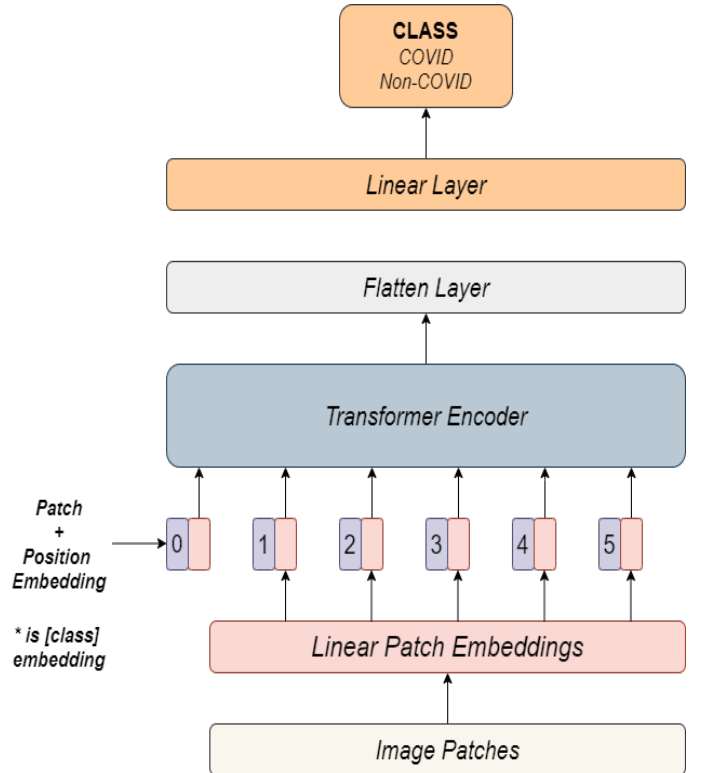 CLASS
COVID
Non-COVID
Linear Layer
Flatten Layer
Transformer Encoder
Patch
+
Position
Embedding
0 1 2 3 4 5
* is [class]
embedding
Linear Patch Embeddings
Image Patches